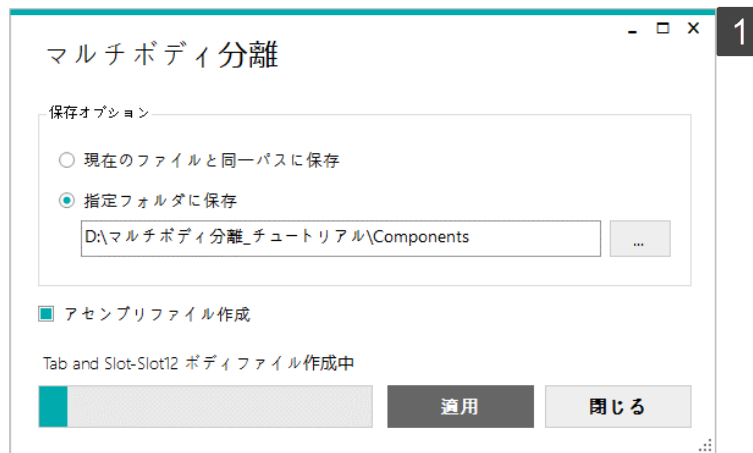 マルチボディ分離
1
保存オプション
現在のファイルと同一パスに保存
指定フォルダに保存
D:\マルチボディ分離_チュートリアル\Components
...
アセンブリファイル作成
Tab and Slot-Slot12 ボディファイル作成中
適用
閉じる